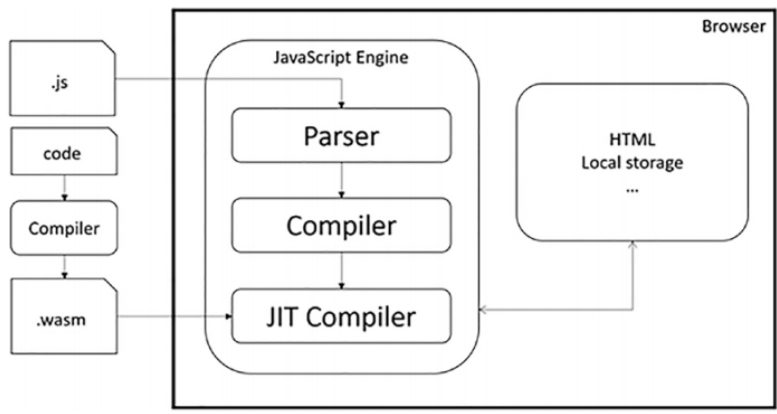 Browser
JavaScript Engine
.js
Parser
HTML
Local storage
...
code
Compiler
Compiler
.wasm
JIT Compiler